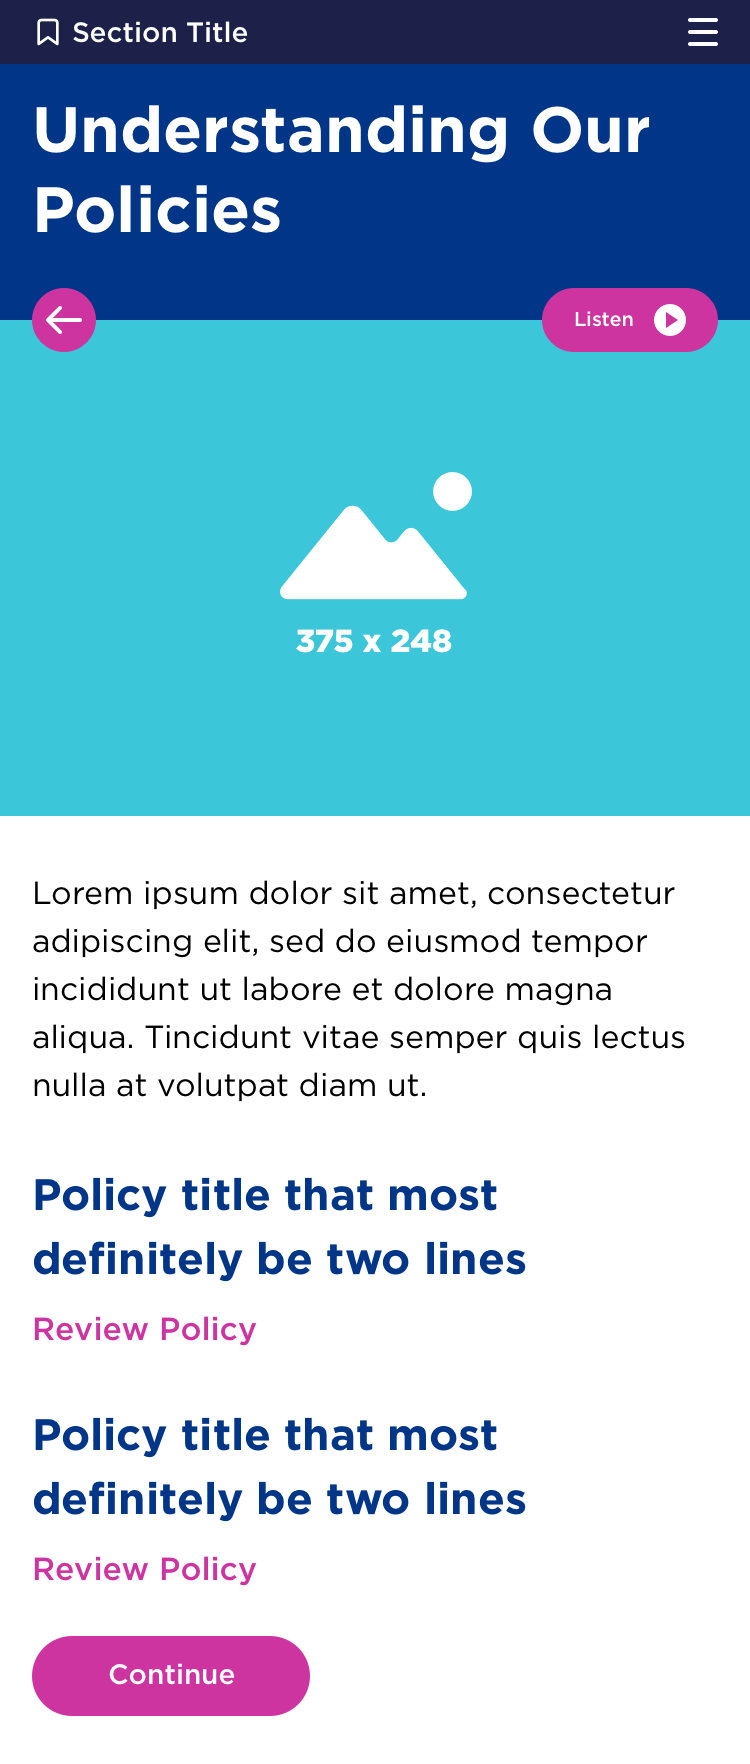 Section Title
Understanding Our
Policies
Listen
375 x 248
Lorem ipsum dolor sit amet, consectetur
adipiscing elit, sed do eiusmod tempor
incididunt ut labore et dolore magna
aliqua. Tincidunt vitae semper quis lectus
nulla at volutpat diam ut.
Policy title that most
definitely be two lines
Review Policy
Policy title that most
definitely be two lines
Review Policy
Continue